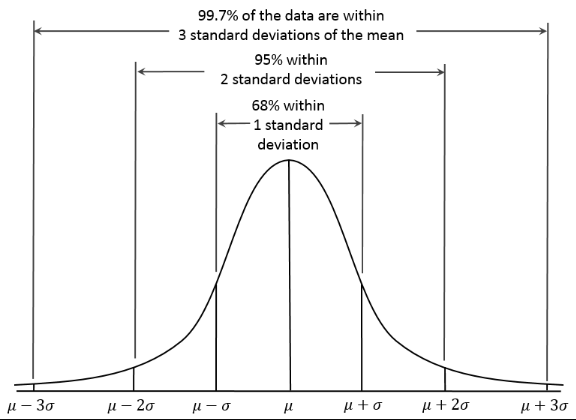 99.7% of the data are within
3 standard deviations of the mean
95% within
2 standard deviations
68% within
1 standard
deviation
μ − 3σ μ − 2σ μ − σ μ μ + σ μ + 2σ μ + 3σ